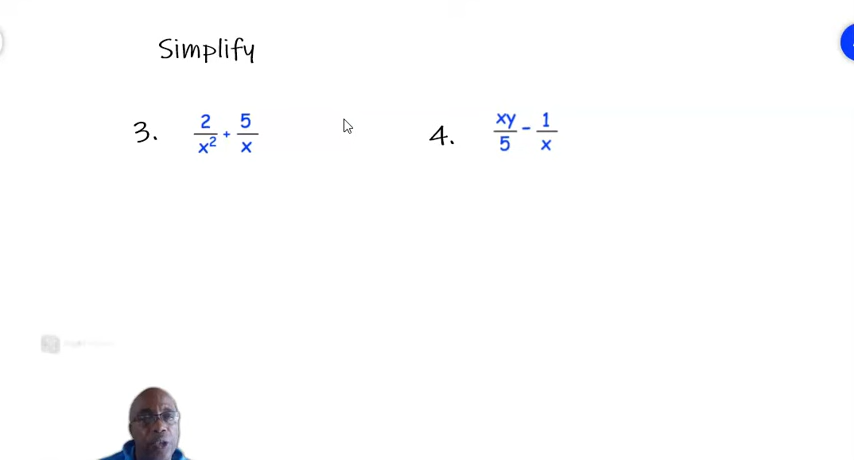 Simplify
3. 2/x² + 5/x
4. xy/5 - 1/x